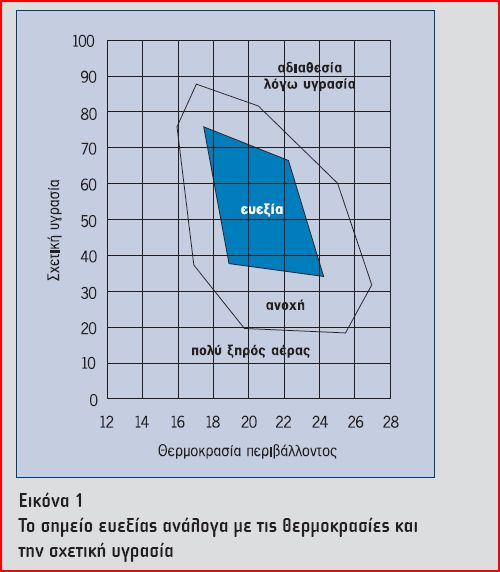 100
90
80
70
60
50
40
30
20
10
0
Σχετική υγρασία
αδιαθεσία
λόγω υγρασία
ευεξία
ανοχή
πολύ ξηρός αέρας
12 14 16 18 20 22 24 26 28
Θερμοκρασία περιβάλλοντος
Εικόνα 1
Το σημείο ευεξίας ανάλογα με τις θερμοκρασίες και
την σχετική υγρασία